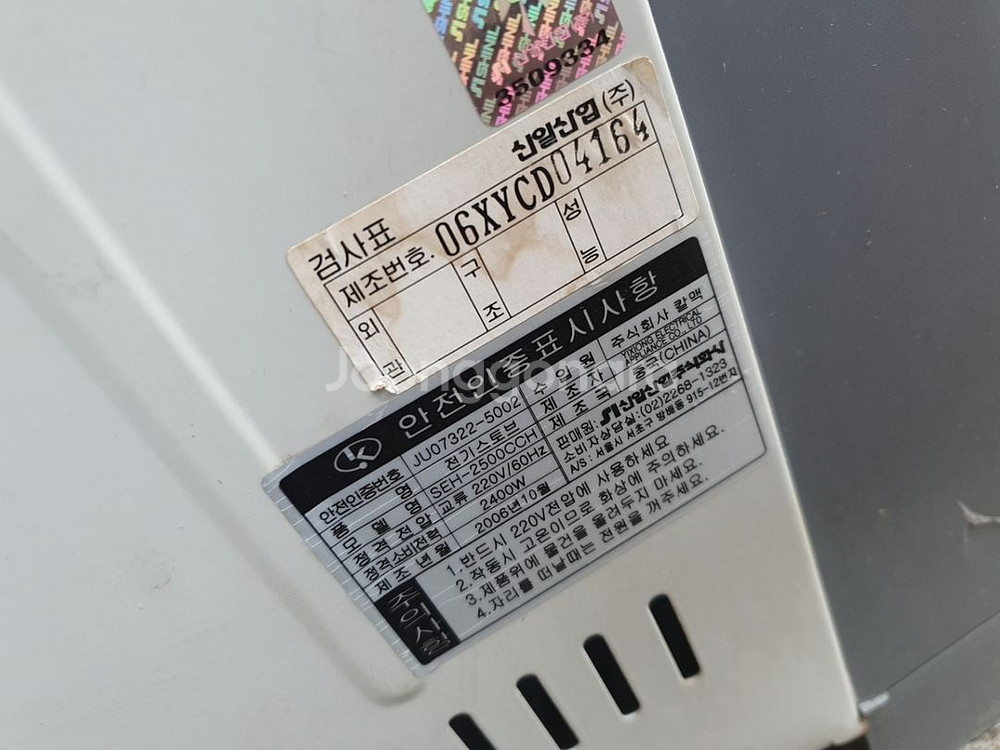 SHINIL
3509334
신일산업(주)
검사표
제조번호. 06XYCD04164
외관
구조
성능
안전인증표시사항
안전인증번호 JU07322-5002
품 명 전기스토브
모 델 명 SEH-2500CCH
정격전압 교류 220V/60Hz
정격소비전력 2400W
제조년월 2006년10월
수입원 주식회사 칼맥
제조자 YIXIONG ELECTRICAL APPLIANCE CO., LTD
제조국 중국(CHINA)
판매원: 신일산업주식회사
소비자상담실:(02)2268-1323
A/S: 서울시 서초구 방배동 915-12번지
주의사항
1.반드시 220V전압에 사용하세요
2.작동시 고온이므로 화상에 주의하세요.
3.제품위에 물건을 올려두지 마세요.
4.자리를 떠날때는 전원을 꺼주세요.